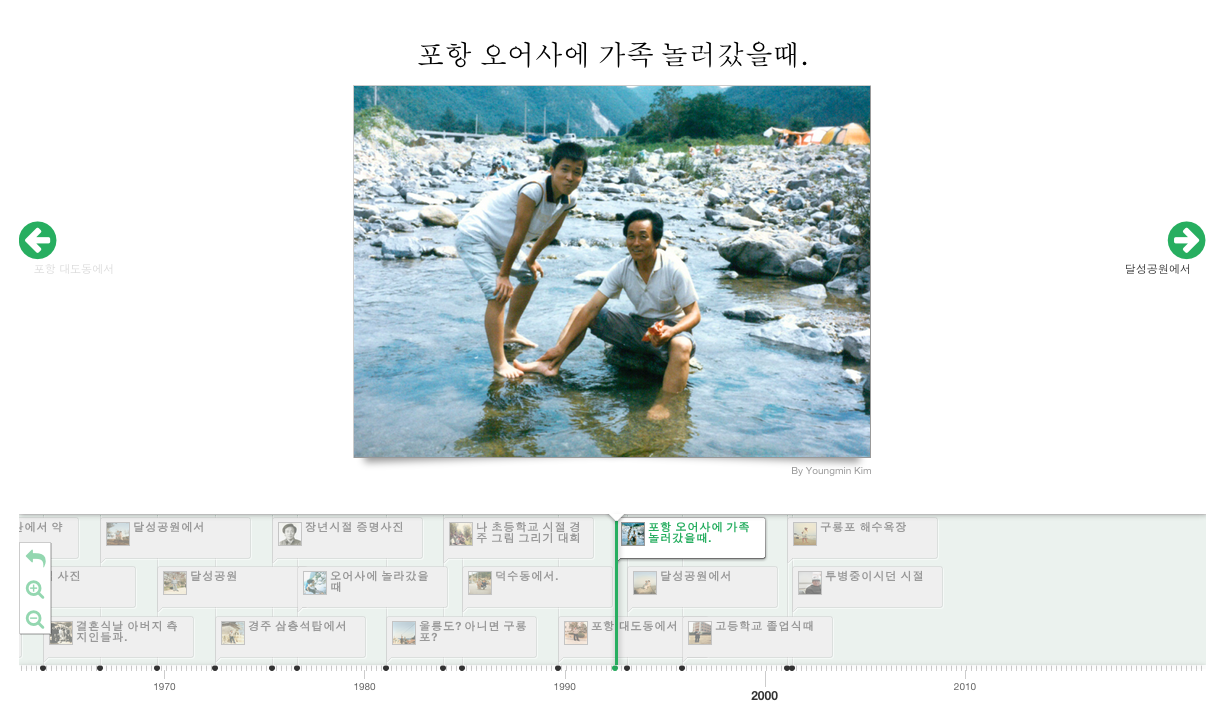 포항 오어사에 가족 놀러갔을때.
포항 대도동에서
달성공원에서
By Youngmin Kim
에서 약
달성공원에서
장년시절 증명사진
나 초등학교 시절 경
주 그림 그리기 대회
포항 오어사에 가족
놀러갔을때.
구룡포 해수욕장
사진
달성공원
오어사에 놀라갔을
때
덕수동에서.
달성공원에서
투병중이시던 시절
결혼식날 아버지 측
지인들과.
경주 삼층석탑에서
울릉도? 아니면 구룡
포?
포항 대도동에서
고등학교 졸업식때
1970
1980
1990
2000
2010